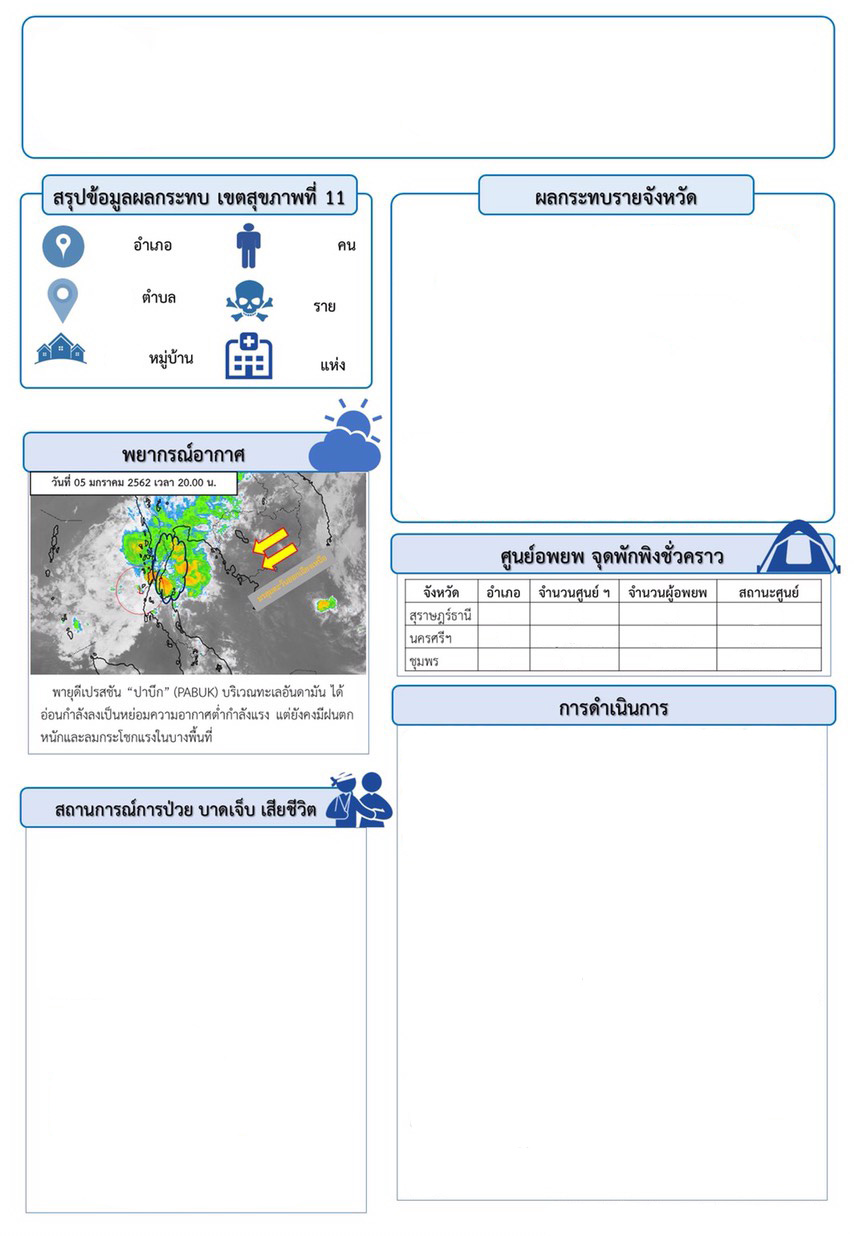 สรุปข้อมูลผลกระทบ เขตสุขภาพที่ 11
อำเภอ
คน
ตำบล
ราย
หมู่บ้าน
แห่ง
ผลกระทบรายจังหวัด
พยากรณ์อากาศ
วันที่ 05 มกราคม 2562 เวลา 20.00 น.
พายุดีเปรสชัน “ปาบึก” (PABUK) บริเวณทะเลอันดามัน ได้
อ่อนกำลังลงเป็นหย่อมความอากาศต่ำกำลังแรง แต่ยังคงมีฝนตก
หนักและลมกระโชกแรงในบางพื้นที่
ศูนย์อพยพ จุดพักพิงชั่วคราว
จังหวัด อำเภอ จำนวนศูนย์ ฯ จำนวนผู้อพยพ สถานะศูนย์
สุราษฎร์ธานี
นครศรีฯ
ชุมพร
การดำเนินการ
สถานการณ์การป่วย บาดเจ็บ เสียชีวิต